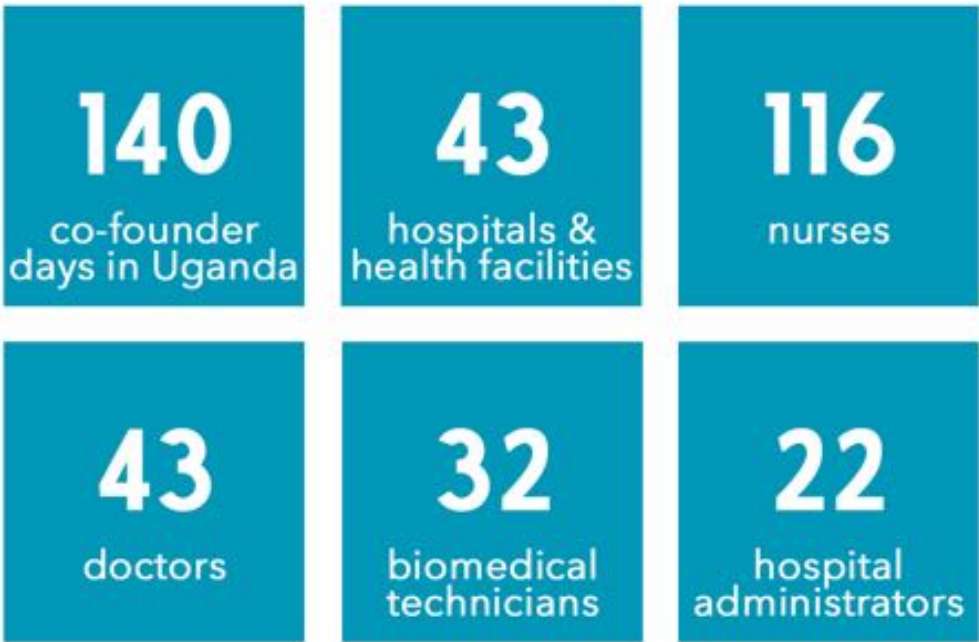 140
co-founder
days in Uganda
43
hospitals &
health facilities
116
nurses
43
doctors
32
biomedical
technicians
22
hospital
administrators